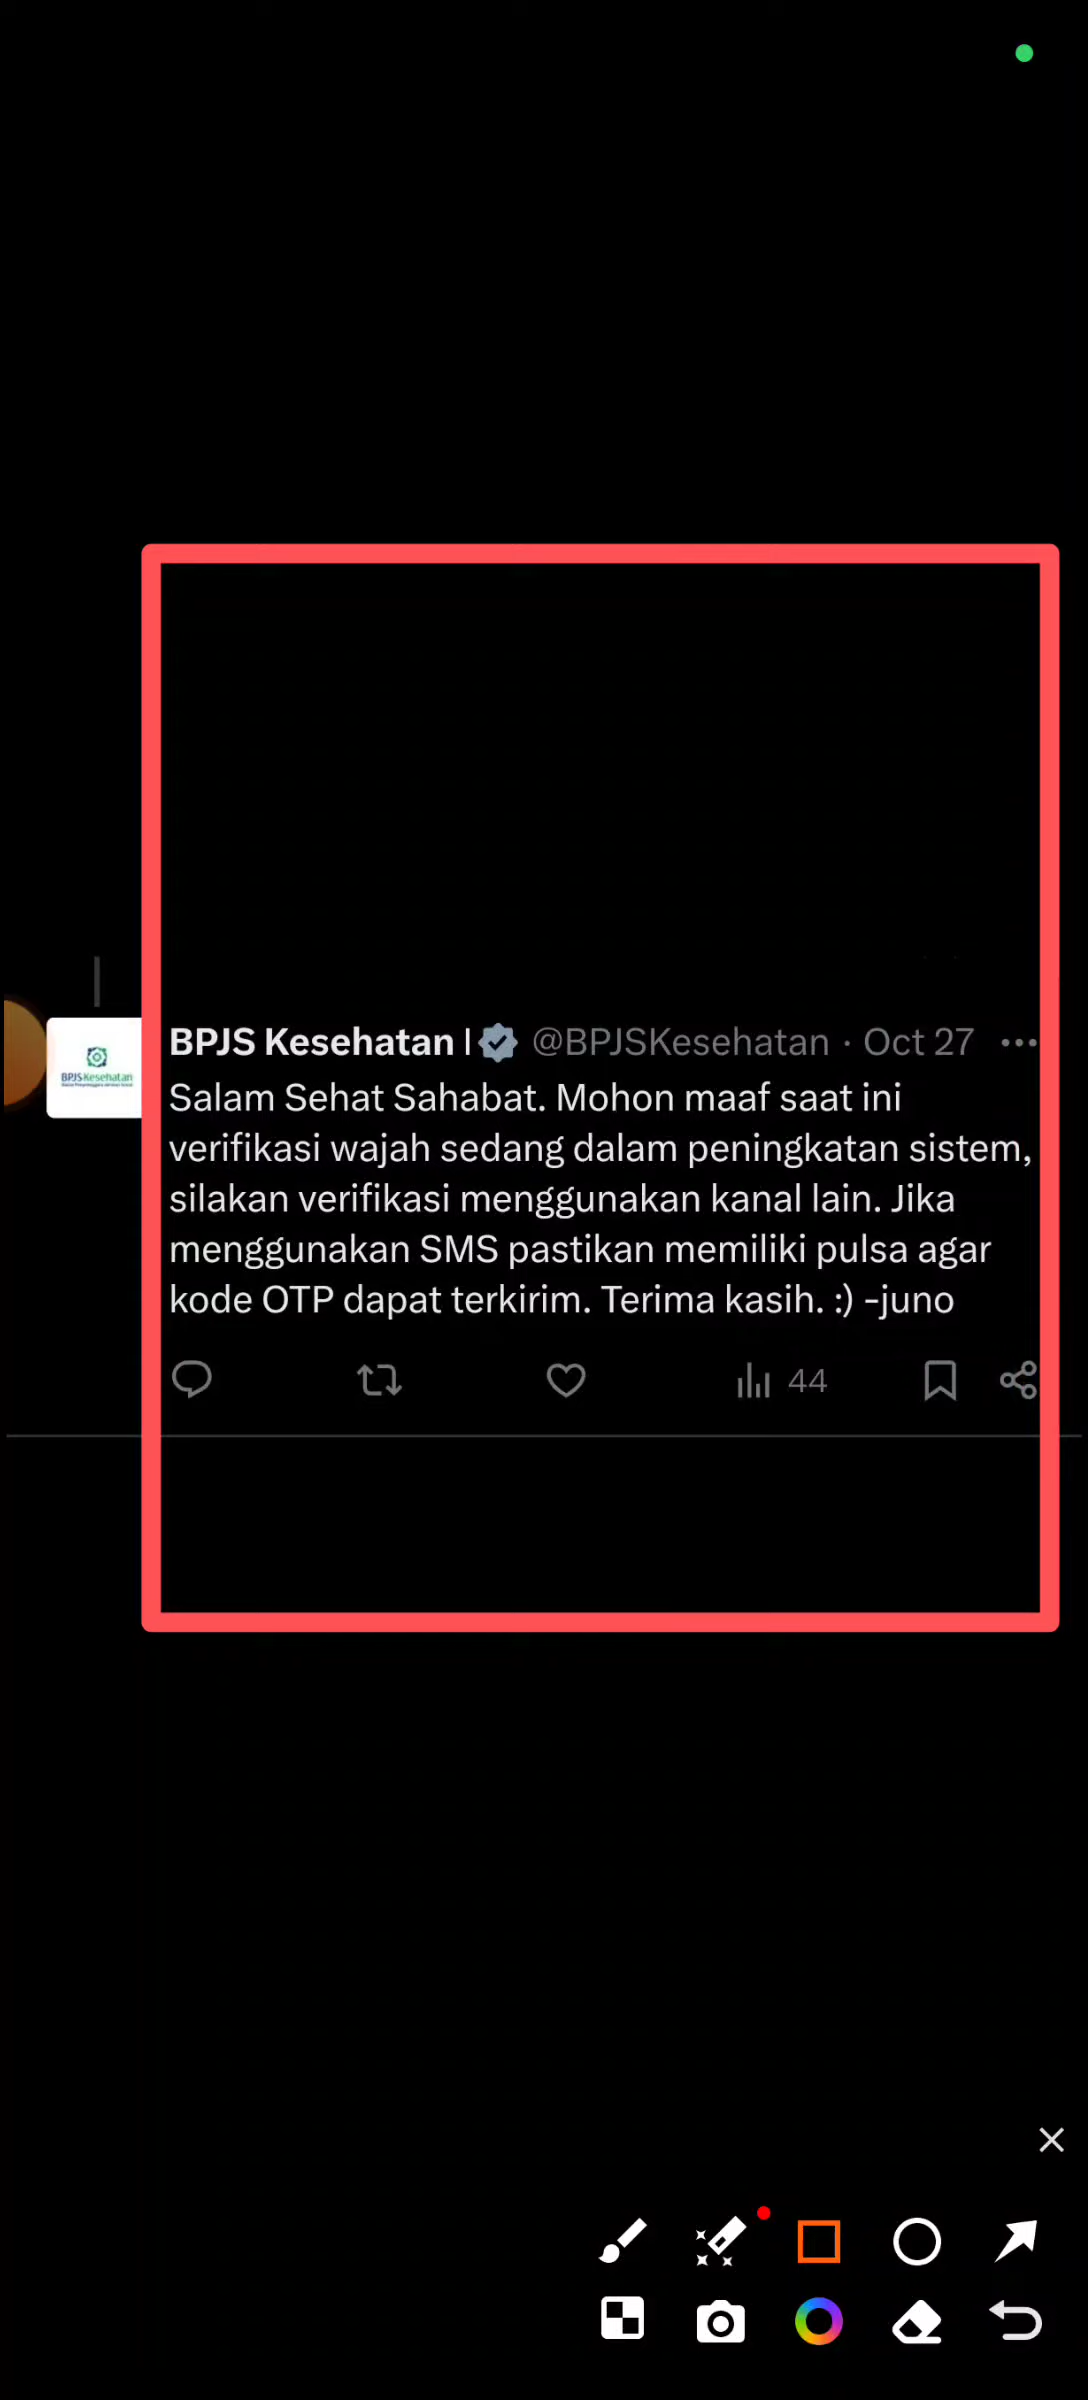 BPJS Kesehatan | @BPJSKesehatan · Oct 27
BPJS Kesehatan
Salam Sehat Sahabat. Mohon maaf saat ini
verifikasi wajah sedang dalam peningkatan sistem,
silakan verifikasi menggunakan kanal lain. Jika
menggunakan SMS pastikan memiliki pulsa agar
kode OTP dapat terkirim. Terima kasih. :) -juno
44